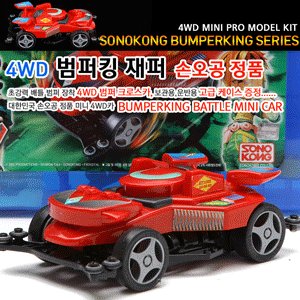 4WD MINI PRO MODEL KIT
SONOKONG BUMPERKING SERIES
4WD 범퍼킹 재퍼 손오공 정품
초강력 배틀 범퍼 장착 4WD 범퍼 크로스카, 보관용,운반용 고급 케이스 증정......
대한민국 손오공 정품 미니 4WD카 BUMPERKING BATTLE MINI CAR
SONO
KONG